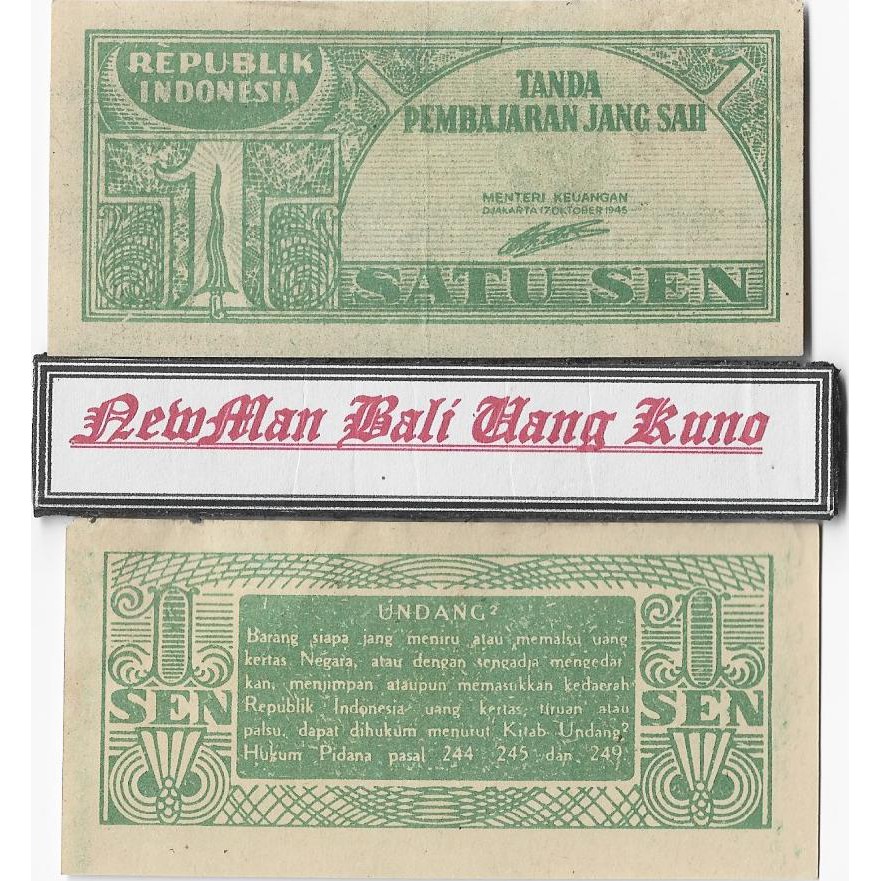 REPUBLIK
INDONESIA
1
TANDA
PEMBAJARAN JANG SAH
MENTERI KEUANGAN
DJAKARTA 17 OKTOBER 1945
SATU SEN
NewMan Bali Uang Kuno
1
SEN
UNDANG²
Barang siapa jang meniru atau memalsu uang
kertas Negara, atau dengan sengadja mengedar
kan, menjimpan ataupun memasukkan kedaerah
Republik Indonesia uang kertas tiruan atau
palsu, dapat dihukum menurut Kitab Undang²
Hukum Pidana pasal 244 245 dan 249
1
SEN